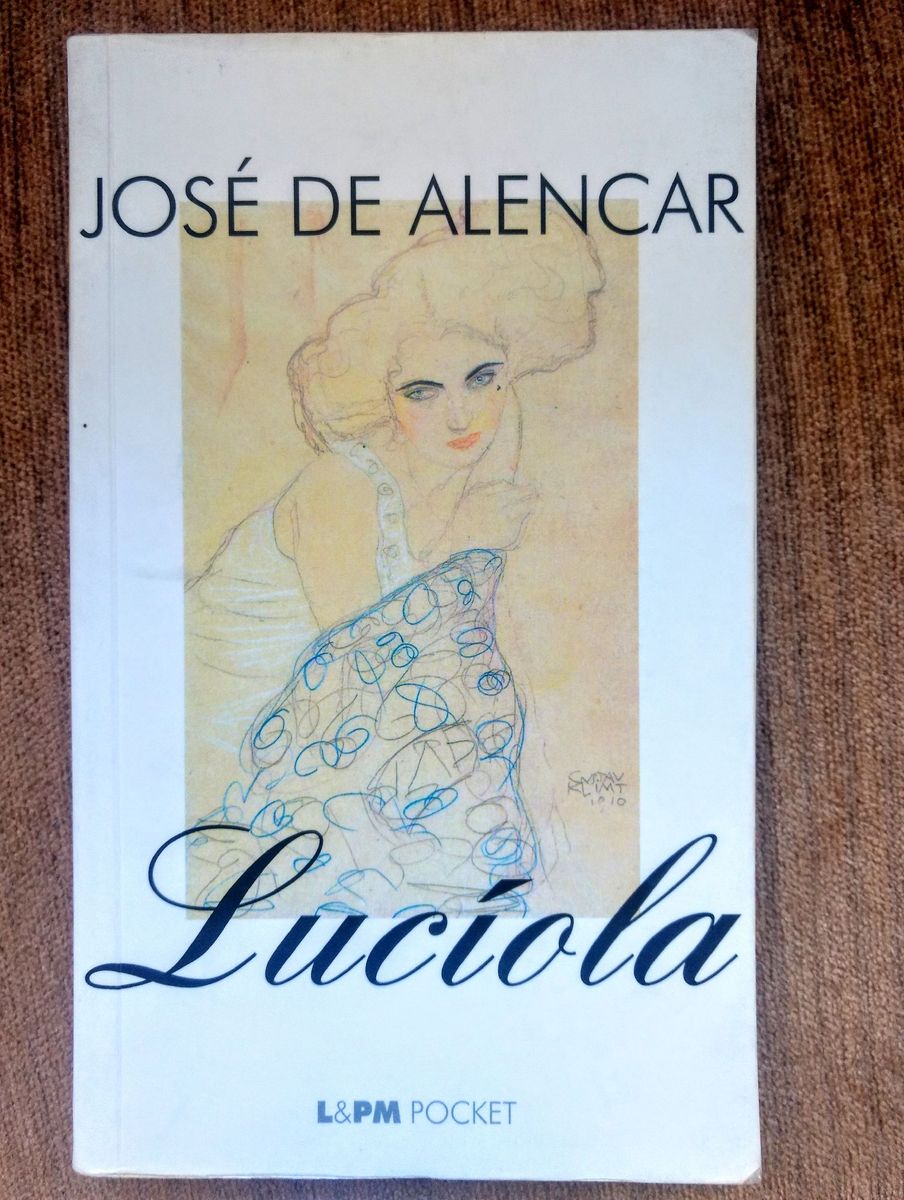 JOSÉ DE ALENCAR
GUSTAV
KLIMT
1910
Lucíola
L&PM POCKET